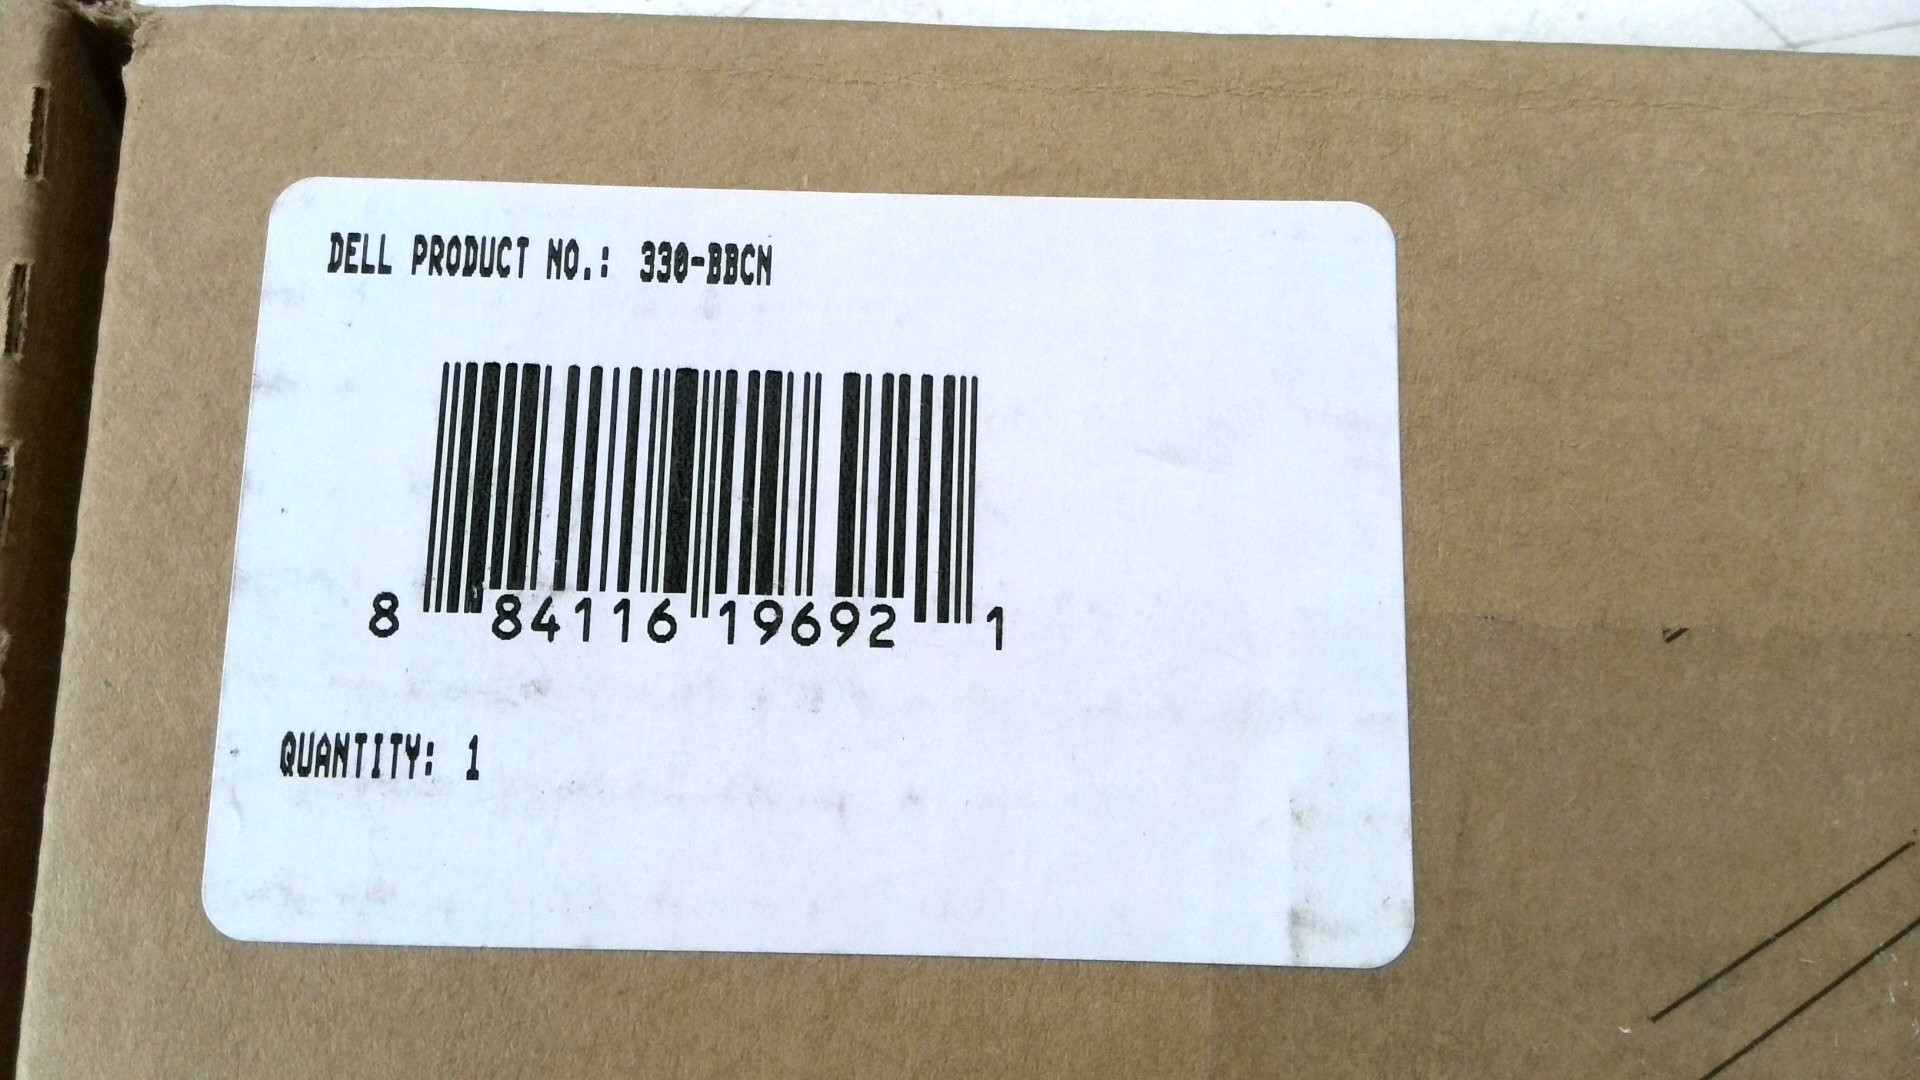 DELL PRODUCT NO.: 330-BBCN
8 84116 19692 1
QUANTITY: 1